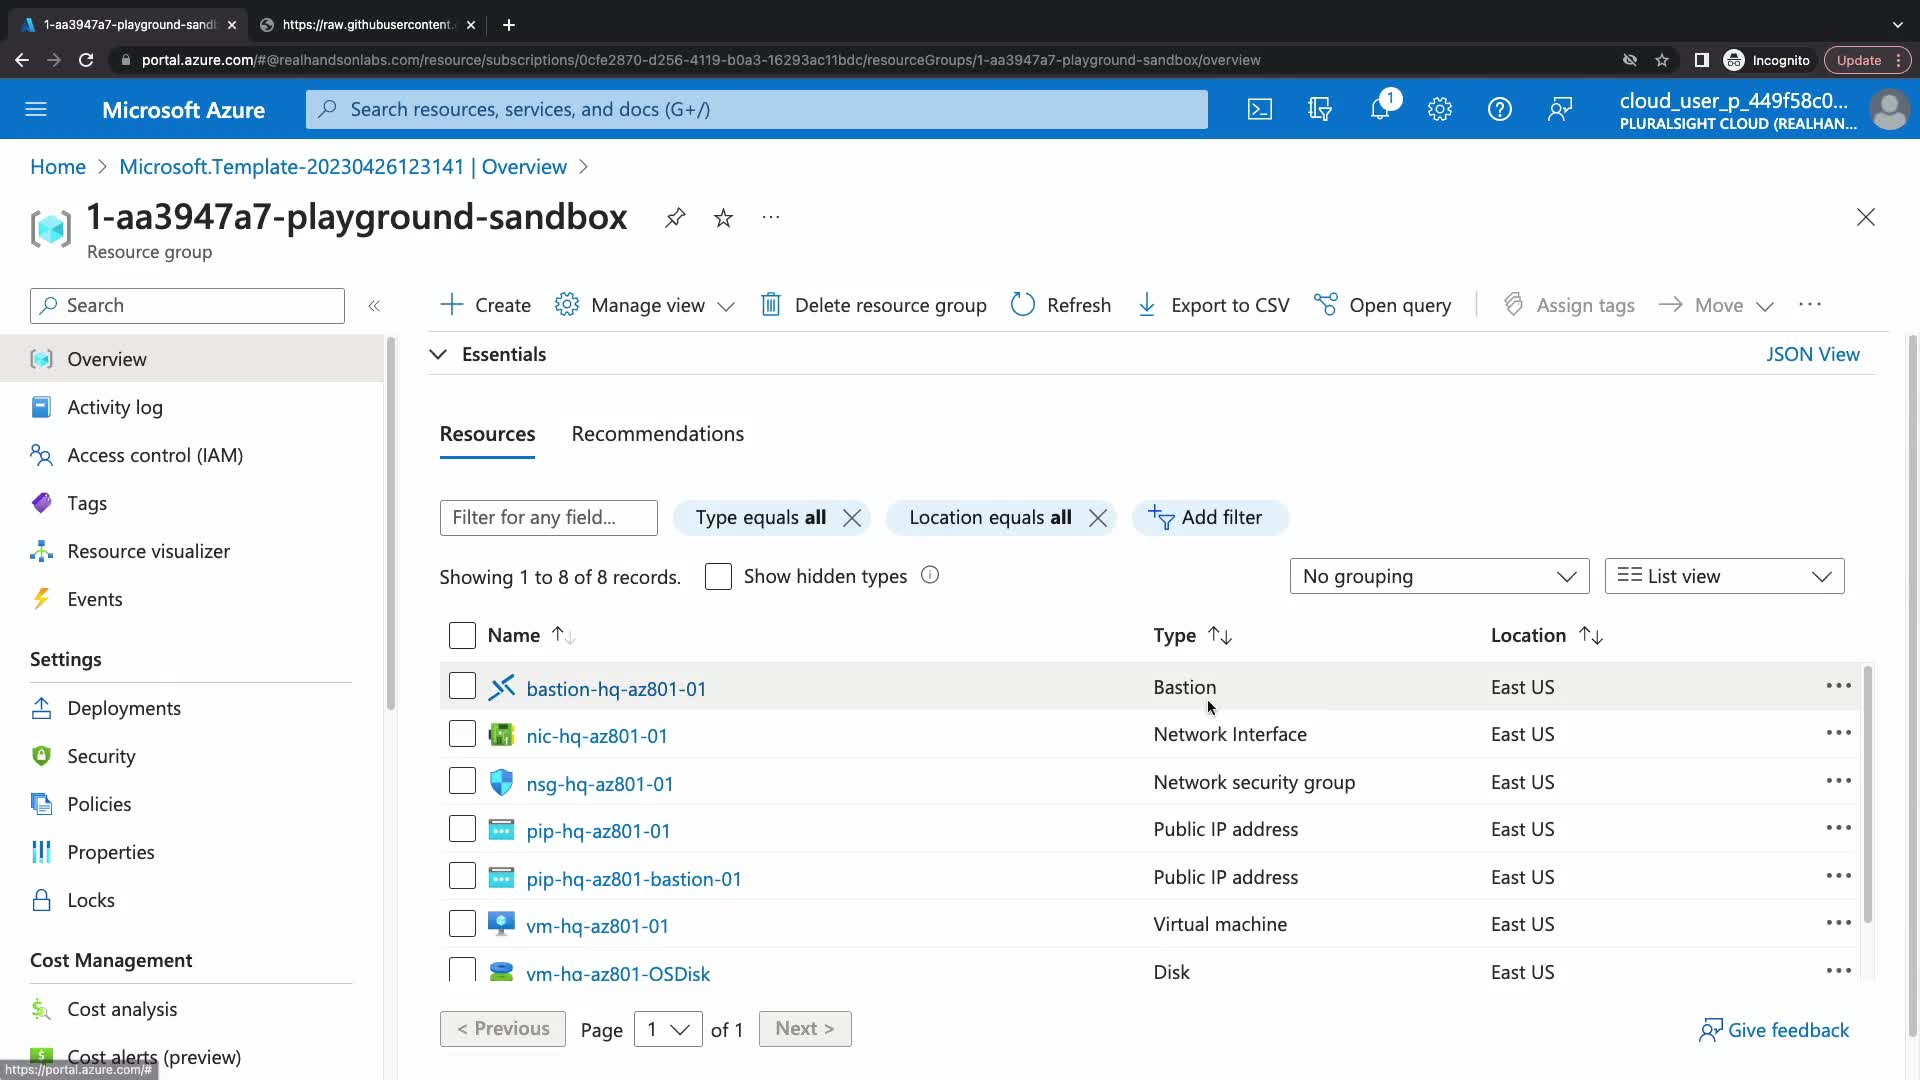 1-aa3947a7-playground-sandb
https://raw.githubusercontent.
portal.azure.com/#@realhandsonlabs.com/resource/subscriptions/0cfe2870-d256-4119-b0a3-16293ac11bdc/resourceGroups/1-aa3947a7-playground-sandbox/overview
Incognito
Update
Microsoft Azure
Search resources, services, and docs (G+/)
1
cloud_user_p_449f58c0...
PLURALSIGHT CLOUD (REALHAN...
Home > Microsoft.Template-20230426123141 | Overview >
1-aa3947a7-playground-sandbox
Resource group
Search
Create
Manage view
Delete resource group
Refresh
Export to CSV
Open query
Assign tags
Move
Overview
Activity log
Access control (IAM)
Tags
Resource visualizer
Events
Settings
Deployments
Security
Policies
Properties
Locks
Cost Management
Cost analysis
Cost alerts (preview)
https://portal.azure.com/#
Essentials
JSON View
Resources
Recommendations
Filter for any field...
Type equals all
Location equals all
Add filter
Showing 1 to 8 of 8 records.
Show hidden types
No grouping
List view
Name
Type
Location
bastion-hq-az801-01 Bastion East US
nic-hq-az801-01 Network Interface East US
nsg-hq-az801-01 Network security group East US
pip-hq-az801-01 Public IP address East US
pip-hq-az801-bastion-01 Public IP address East US
vm-hq-az801-01 Virtual machine East US
vm-hq-az801-OSDisk Disk East US
< Previous
Page 1 of 1
Next >
Give feedback